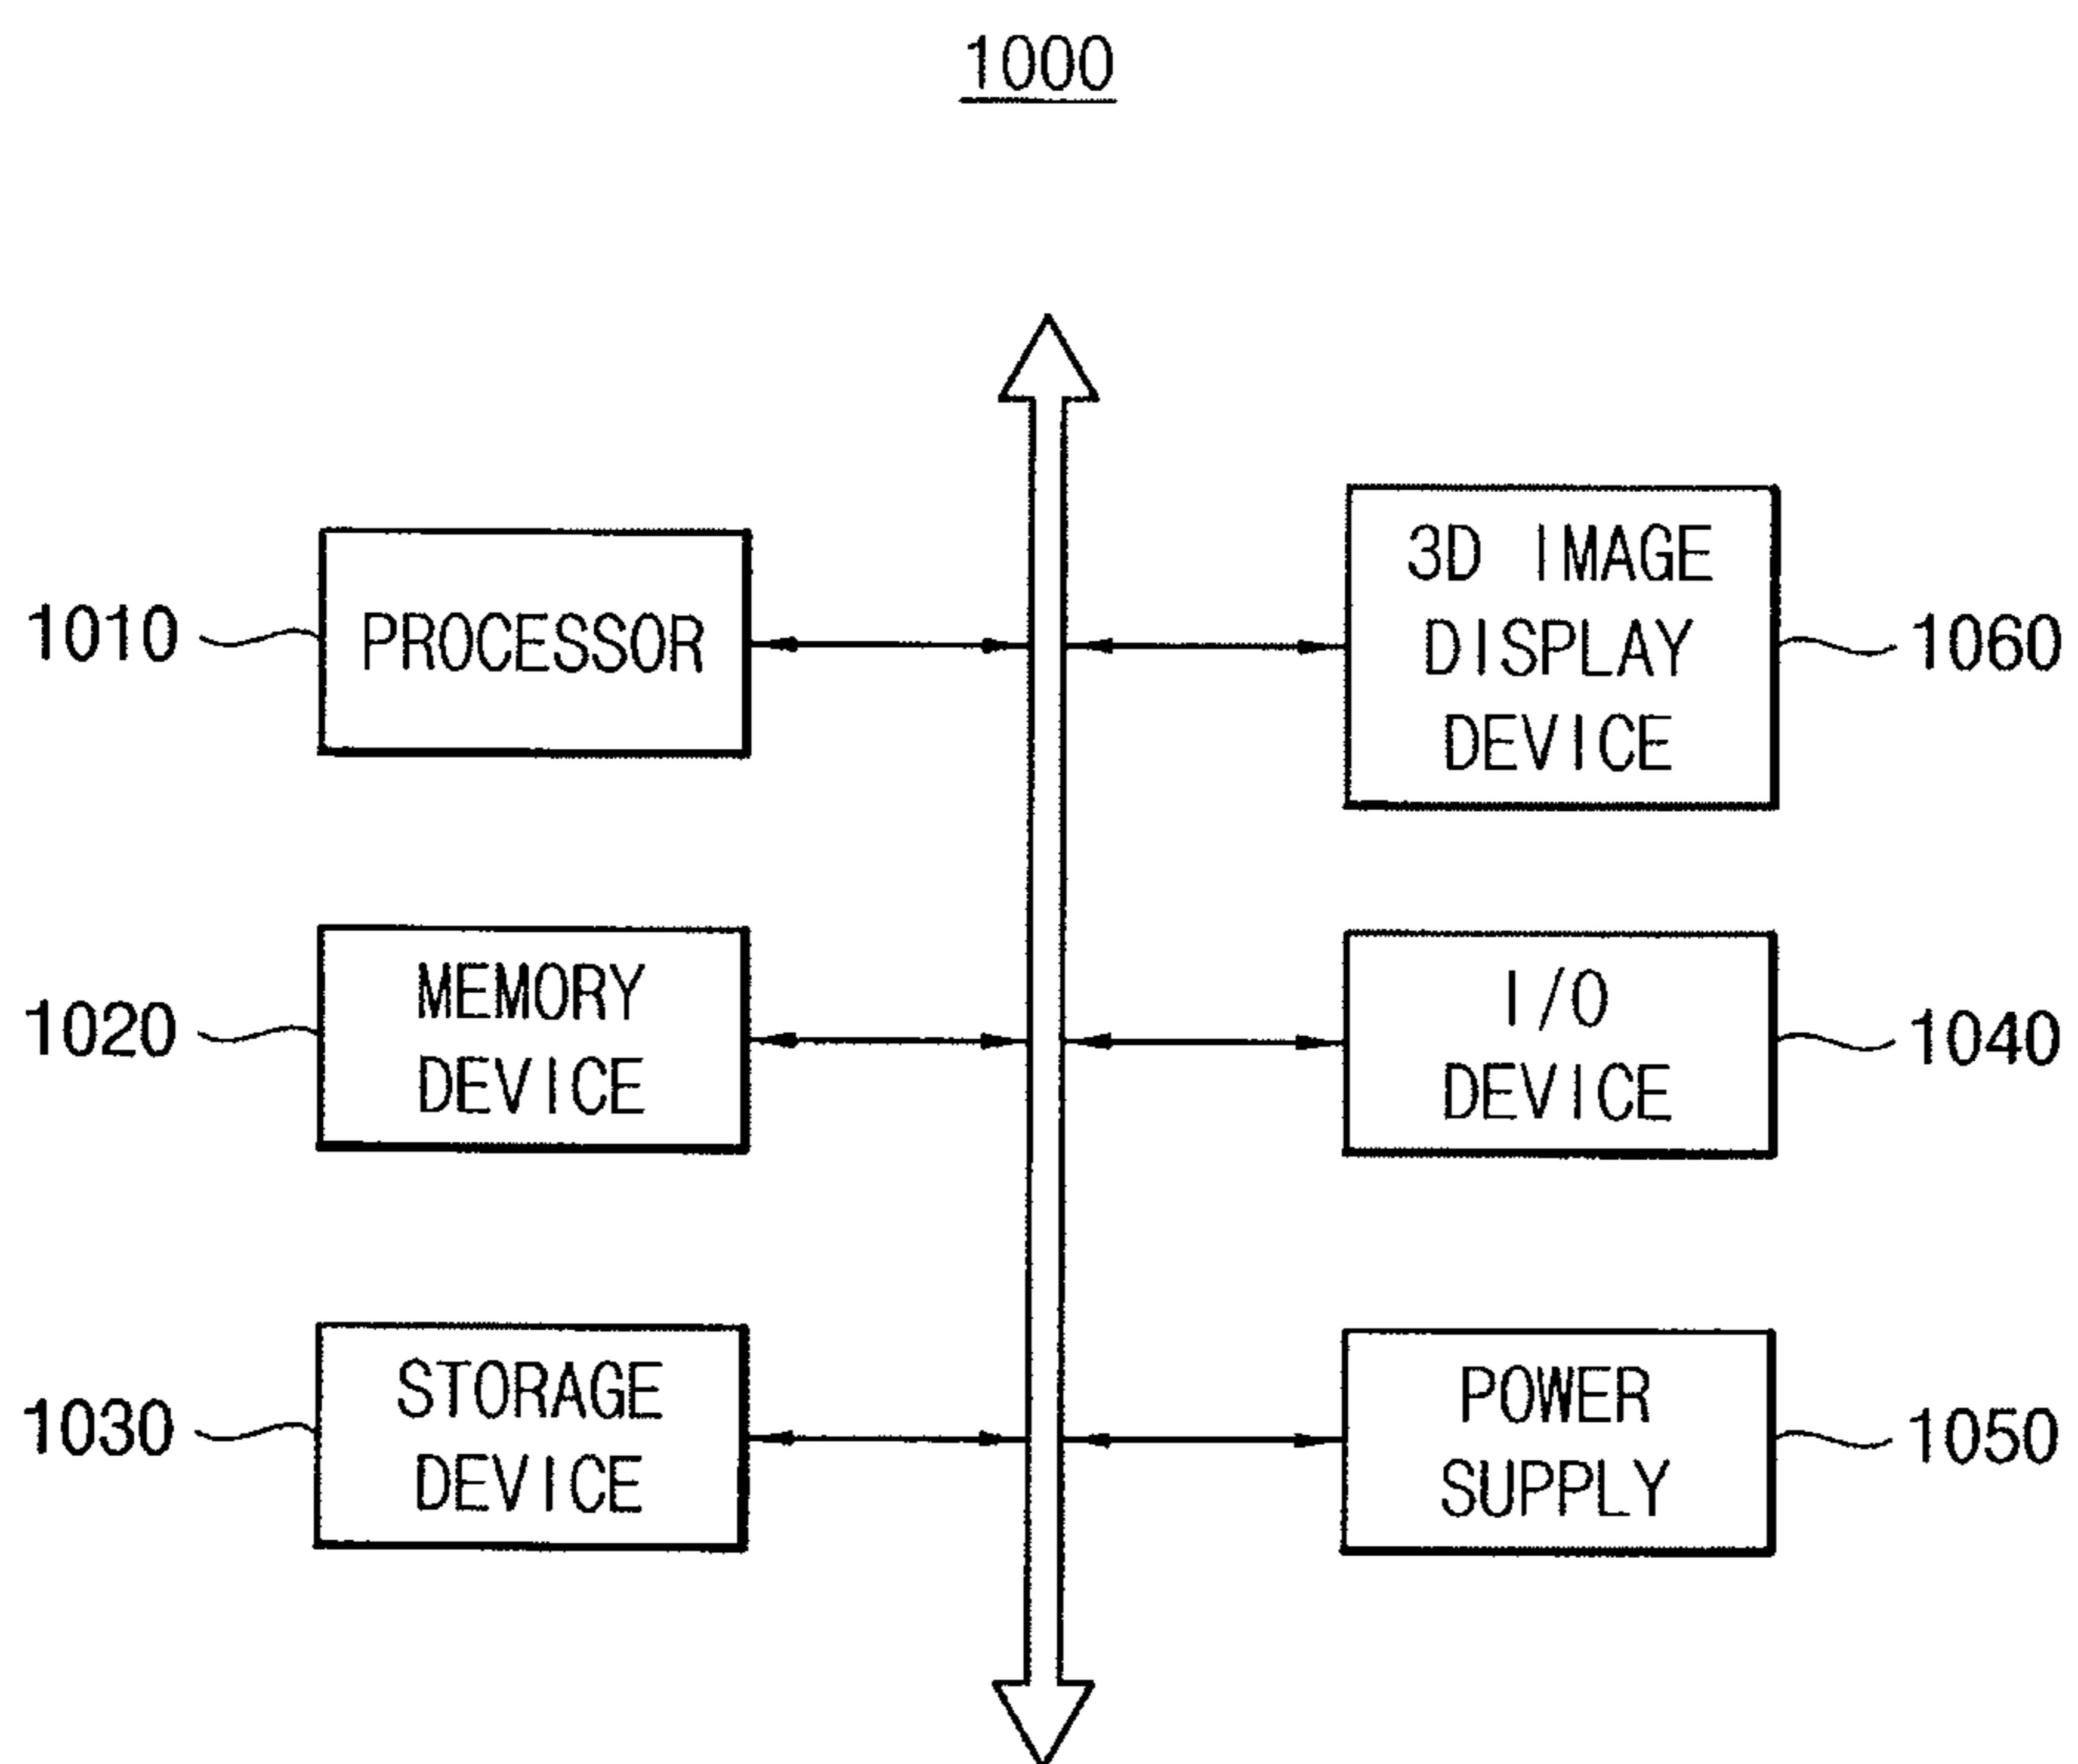 1000
1010
PROCESSOR
3D IMAGE
DISPLAY
DEVICE
1060
1020
MEMORY
DEVICE
I/O
DEVICE
1040
1030
STORAGE
DEVICE
POWER
SUPPLY
1050